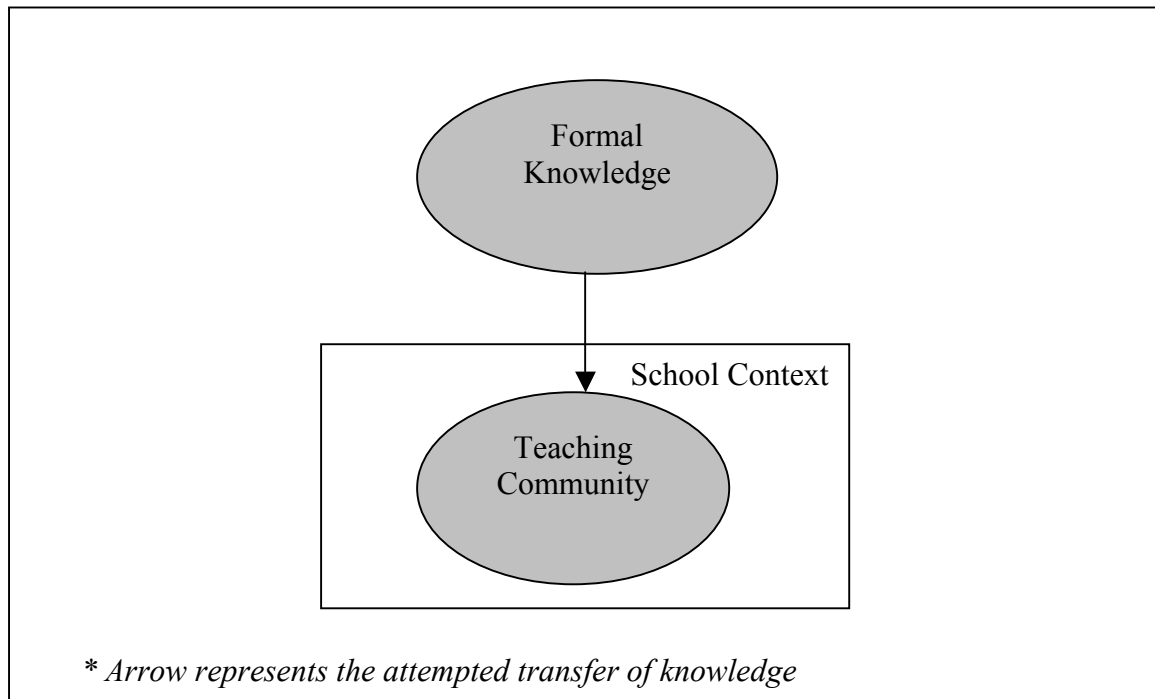 Formal
Knowledge
School Context
Teaching
Community
* Arrow represents the attempted transfer of knowledge